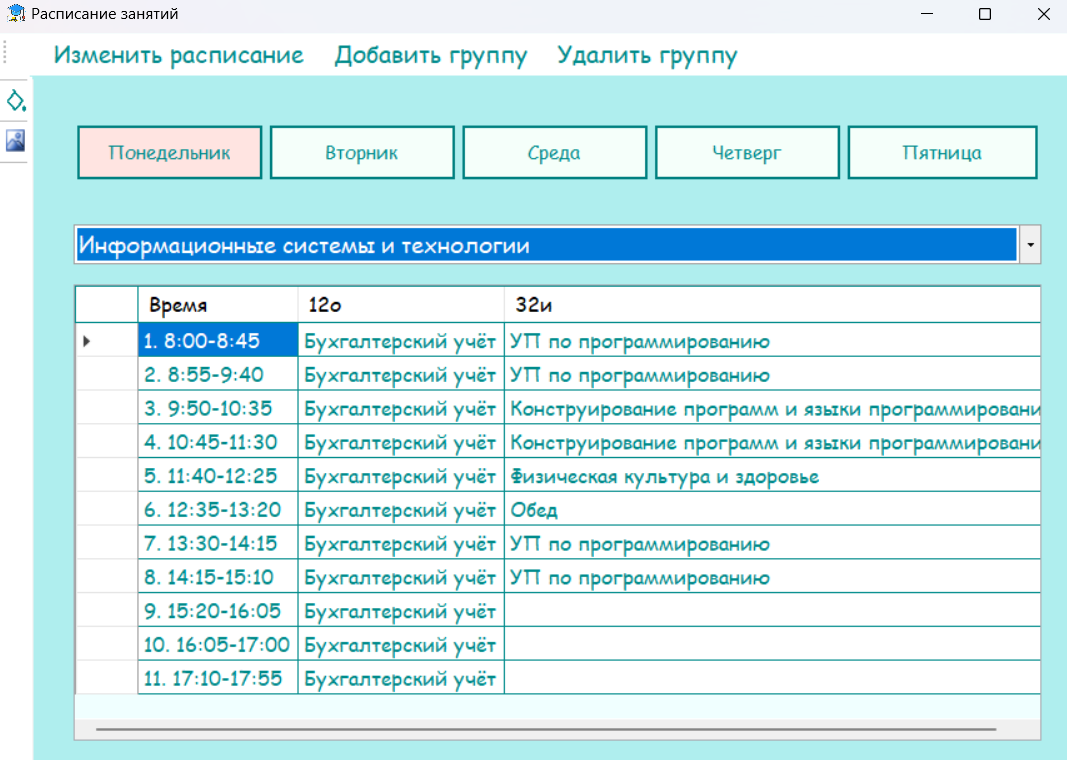 Расписание занятий
Изменить расписание Добавить группу Удалить группу
Понедельник Вторник Среда Четверг Пятница
Информационные системы и технологии
Время 12о 32и
1. 8:00-8:45 Бухгалтерский учёт УП по программированию
2. 8:55-9:40 Бухгалтерский учёт УП по программированию
3. 9:50-10:35 Бухгалтерский учёт Конструирование программ и языки программировани
4. 10:45-11:30 Бухгалтерский учёт Конструирование программ и языки программировани
5. 11:40-12:25 Бухгалтерский учёт Физическая культура и здоровье
6. 12:35-13:20 Бухгалтерский учёт Обед
7. 13:30-14:15 Бухгалтерский учёт УП по программированию
8. 14:15-15:10 Бухгалтерский учёт УП по программированию
9. 15:20-16:05 Бухгалтерский учёт
10. 16:05-17:00 Бухгалтерский учёт
11. 17:10-17:55 Бухгалтерский учёт